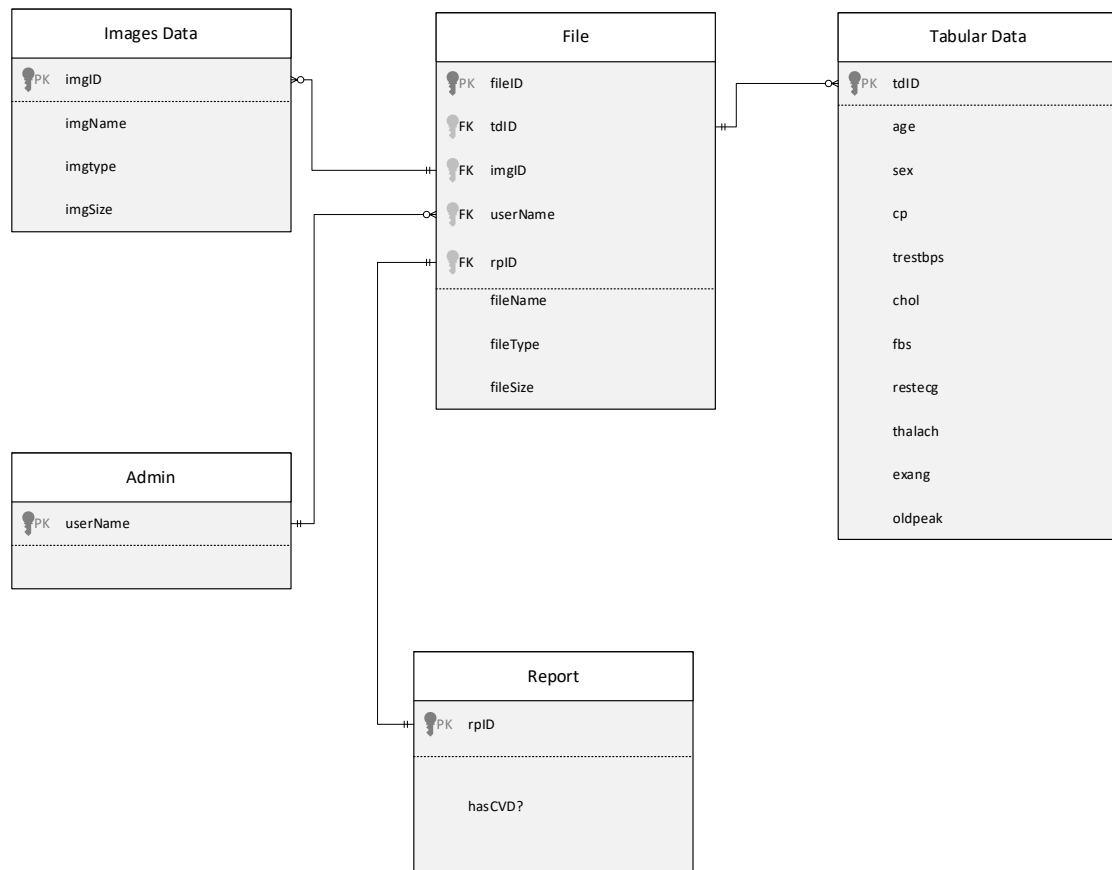 Images Data
PK imgID
imgName
imgtype
imgSize
File
PK fileID
FK tdID
FK imgID
FK userName
FK rpID
fileName
fileType
fileSize
Tabular Data
PK tdID
age
sex
cp
trestbps
chol
fbs
restecg
thalach
exang
oldpeak
Admin
PK userName
Report
PK rpID
hasCVD?